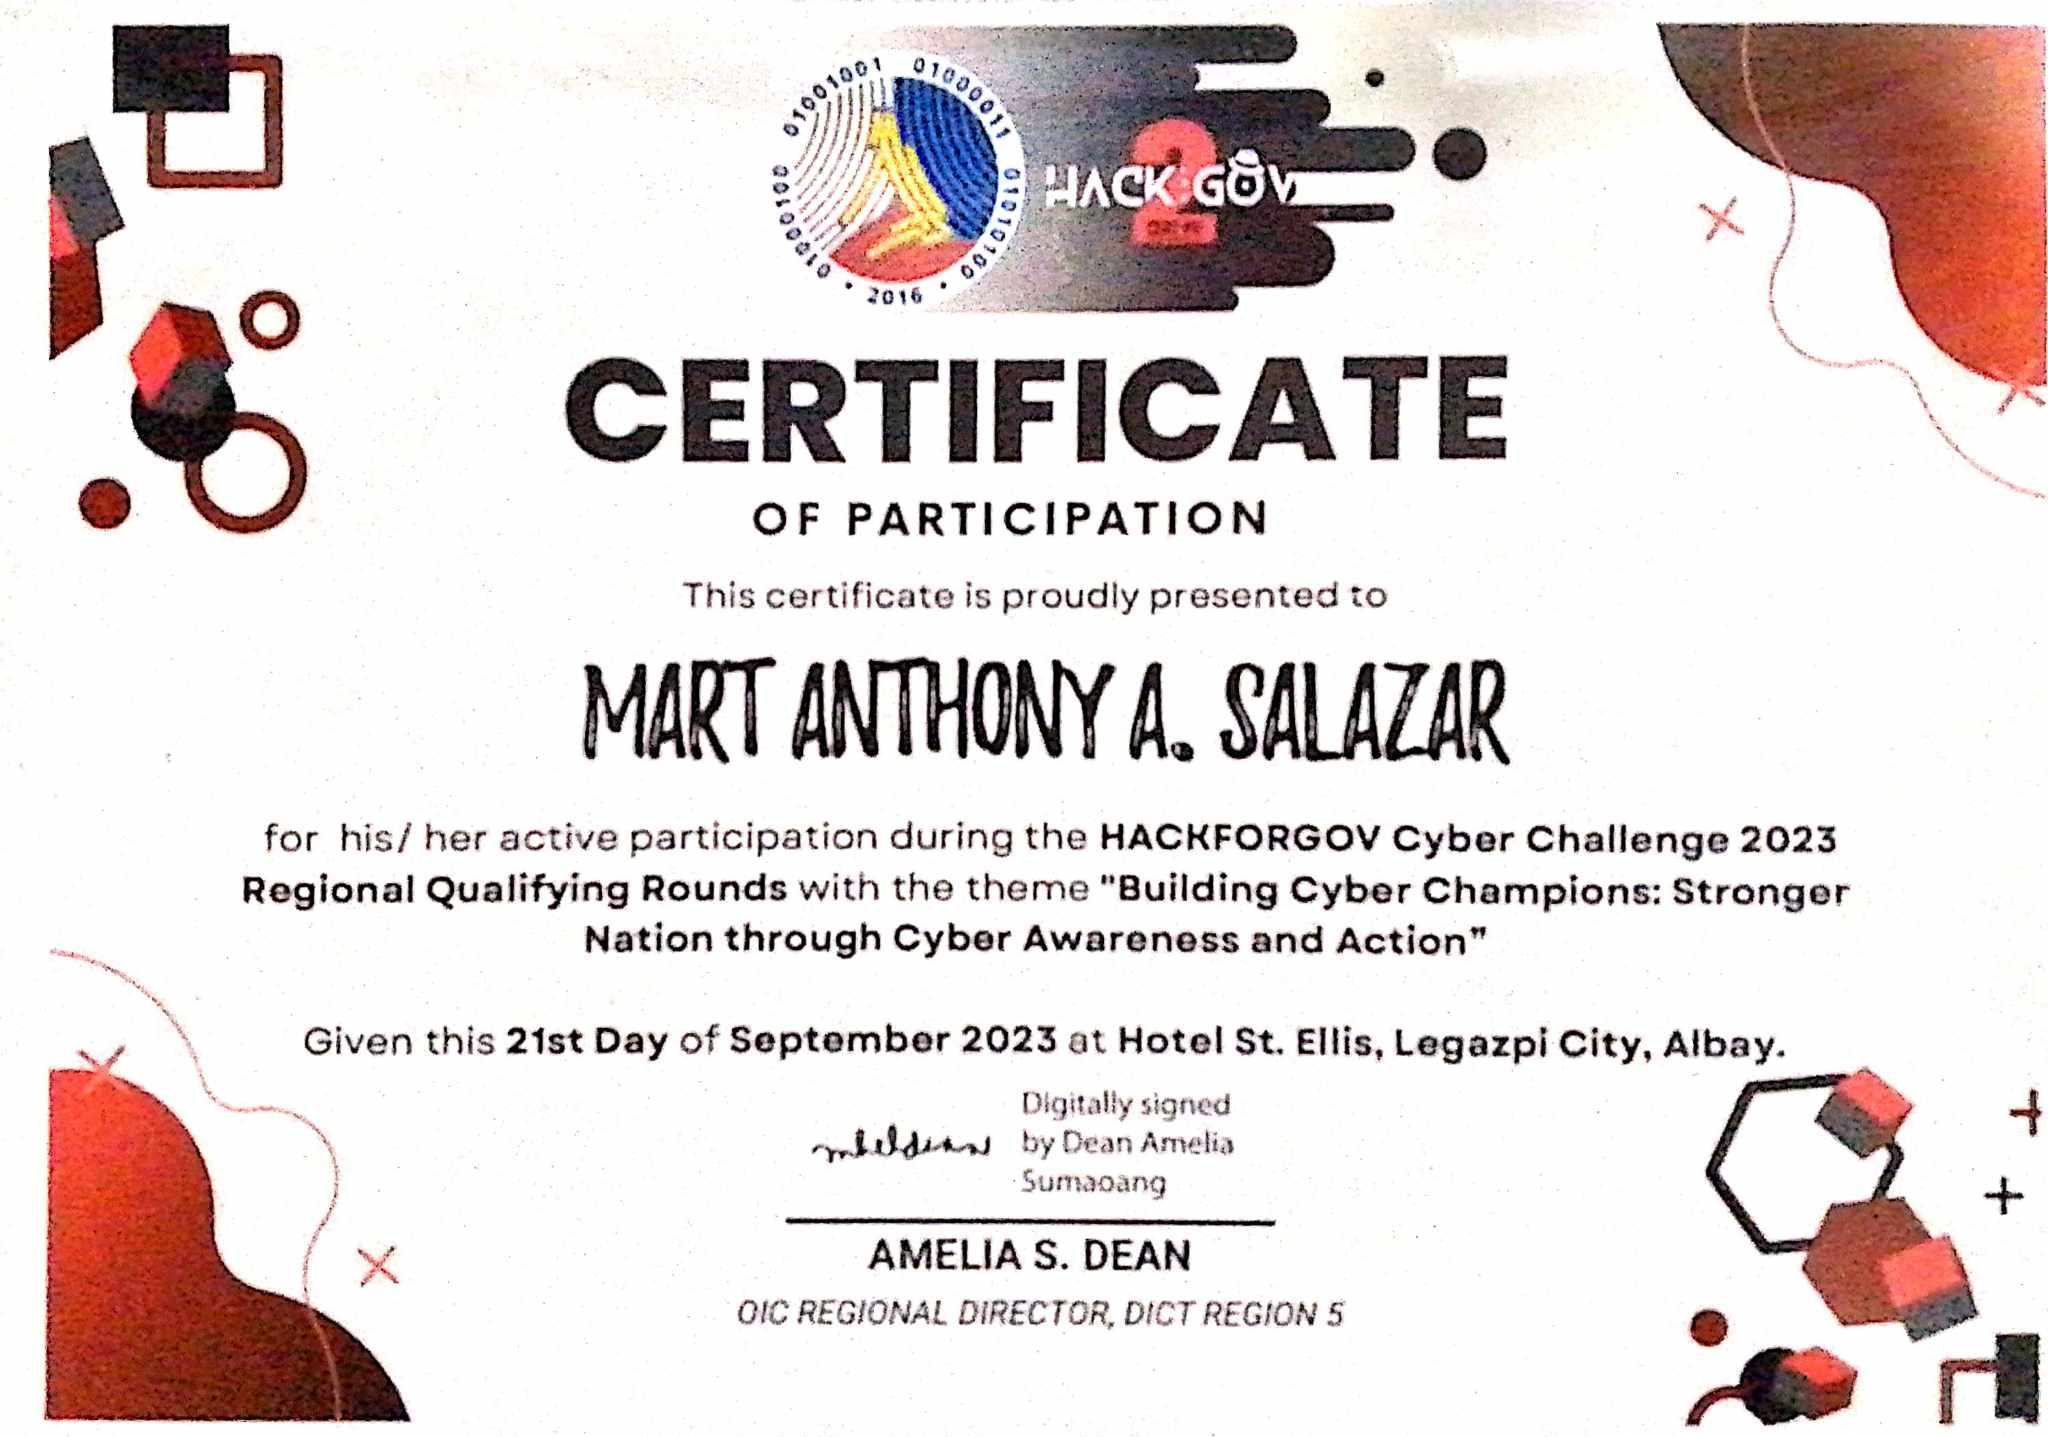 01000100 01001001 01000011 01010100
• 2016 •
HACK 2 GOV
CERTIFICATE
OF PARTICIPATION
This certificate is proudly presented to
MART ANTHONY A. SALAZAR
for his/ her active participation during the HACKFORGOV Cyber Challenge 2023
Regional Qualifying Rounds with the theme "Building Cyber Champions: Stronger
Nation through Cyber Awareness and Action"
Given this 21st Day of September 2023 at Hotel St. Ellis, Legazpi City, Albay.
Digitally signed
by Dean Amelia
Sumaoang
AMELIA S. DEAN
OIC REGIONAL DIRECTOR, DICT REGION 5